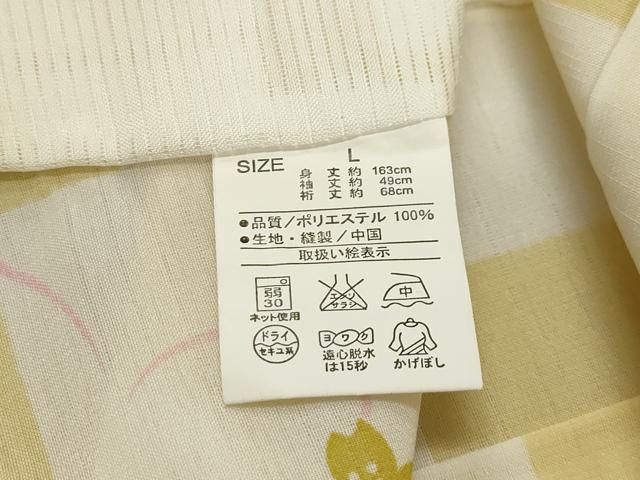 SIZE L
身丈約 163cm
袖丈約 49cm
裄丈約 68cm
●品質/ポリエステル 100%
●生地・縫製/中国
取扱い絵表示
弱 エンソ 中
30 サラシ
ネット使用
ドライ ヨワク
セキユ系 遠心脱水
は15秒 かげぼし